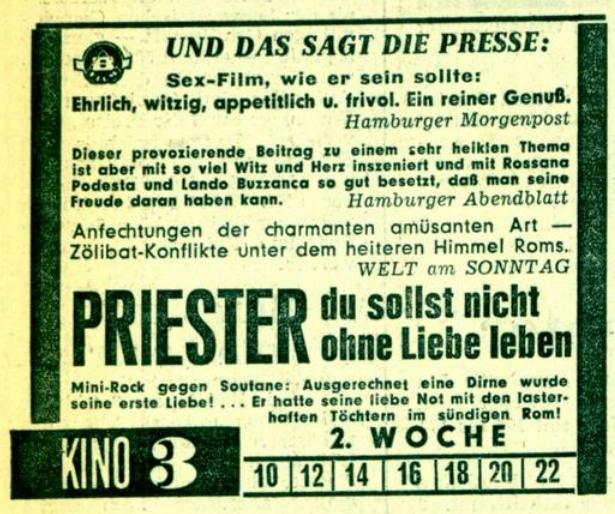 UND DAS SAGT DIE PRESSE:
Sex-Film, wie er sein sollte:
Ehrlich, witzig, appetitlich u. frivol. Ein reiner Genuß.
Hamburger Morgenpost
Dieser provozierende Beitrag zu einem sehr heiklen Thema
ist aber mit so viel Witz und Herz inszeniert und mit Rossana
Podesta und Lando Buzzanca so gut besetzt, daß man seine
Freude daran haben kann. Hamburger Abendblatt
Anfechtungen der charmanten amüsanten Art —
Zölibat-Konflikte unter dem heiteren Himmel Roms.
WELT am SONNTAG
PRIESTER du sollst nicht
ohne Liebe leben
Mini-Rock gegen Soutane: Ausgerechnet eine Dirne wurde
seine erste Liebe! ... Er hatte seine liebe Not mit den laster-
haften Töchtern im sündigen Rom!
2. WOCHE
KINO 3 10 12 14 16 18 20 22